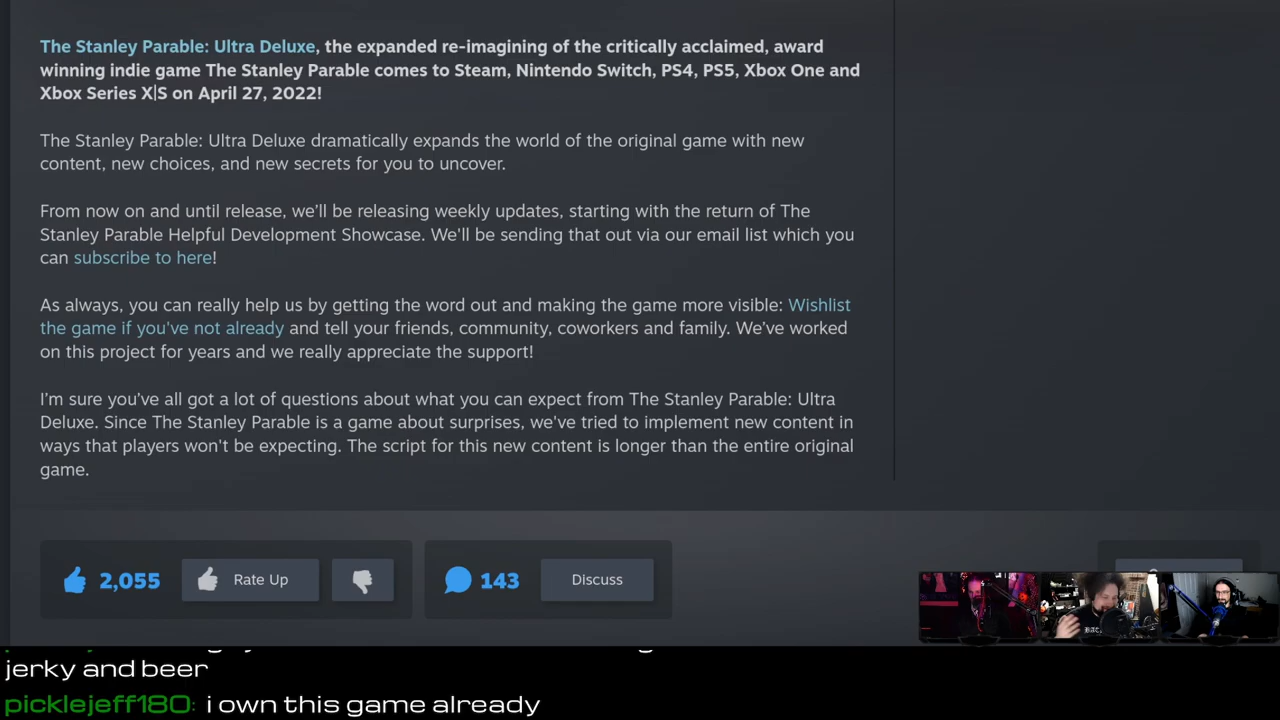 The Stanley Parable: Ultra Deluxe, the expanded re-imagining of the critically acclaimed, award
winning indie game The Stanley Parable comes to Steam, Nintendo Switch, PS4, PS5, Xbox One and
Xbox Series X|S on April 27, 2022!
The Stanley Parable: Ultra Deluxe dramatically expands the world of the original game with new
content, new choices, and new secrets for you to uncover.
From now on and until release, we’ll be releasing weekly updates, starting with the return of The
Stanley Parable Helpful Development Showcase. We'll be sending that out via our email list which you
can subscribe to here!
As always, you can really help us by getting the word out and making the game more visible: Wishlist
the game if you've not already and tell your friends, community, coworkers and family. We’ve worked
on this project for years and we really appreciate the support!
I’m sure you’ve all got a lot of questions about what you can expect from The Stanley Parable: Ultra
Deluxe. Since The Stanley Parable is a game about surprises, we've tried to implement new content in
ways that players won't be expecting. The script for this new content is longer than the entire original
game.
2,055 Rate Up 143 Discuss
jerky and beer
picklejeff180: i own this game already